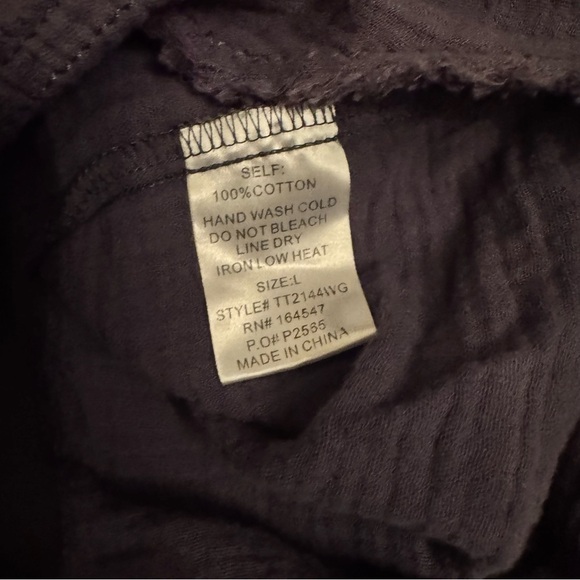 SELF:
100%COTTON
HAND WASH COLD
DO NOT BLEACH
LINE DRY
IRON LOW HEAT
SIZE:L
STYLE# TT2144WG
RN# 164547
P.O# P2565
MADE IN CHINA